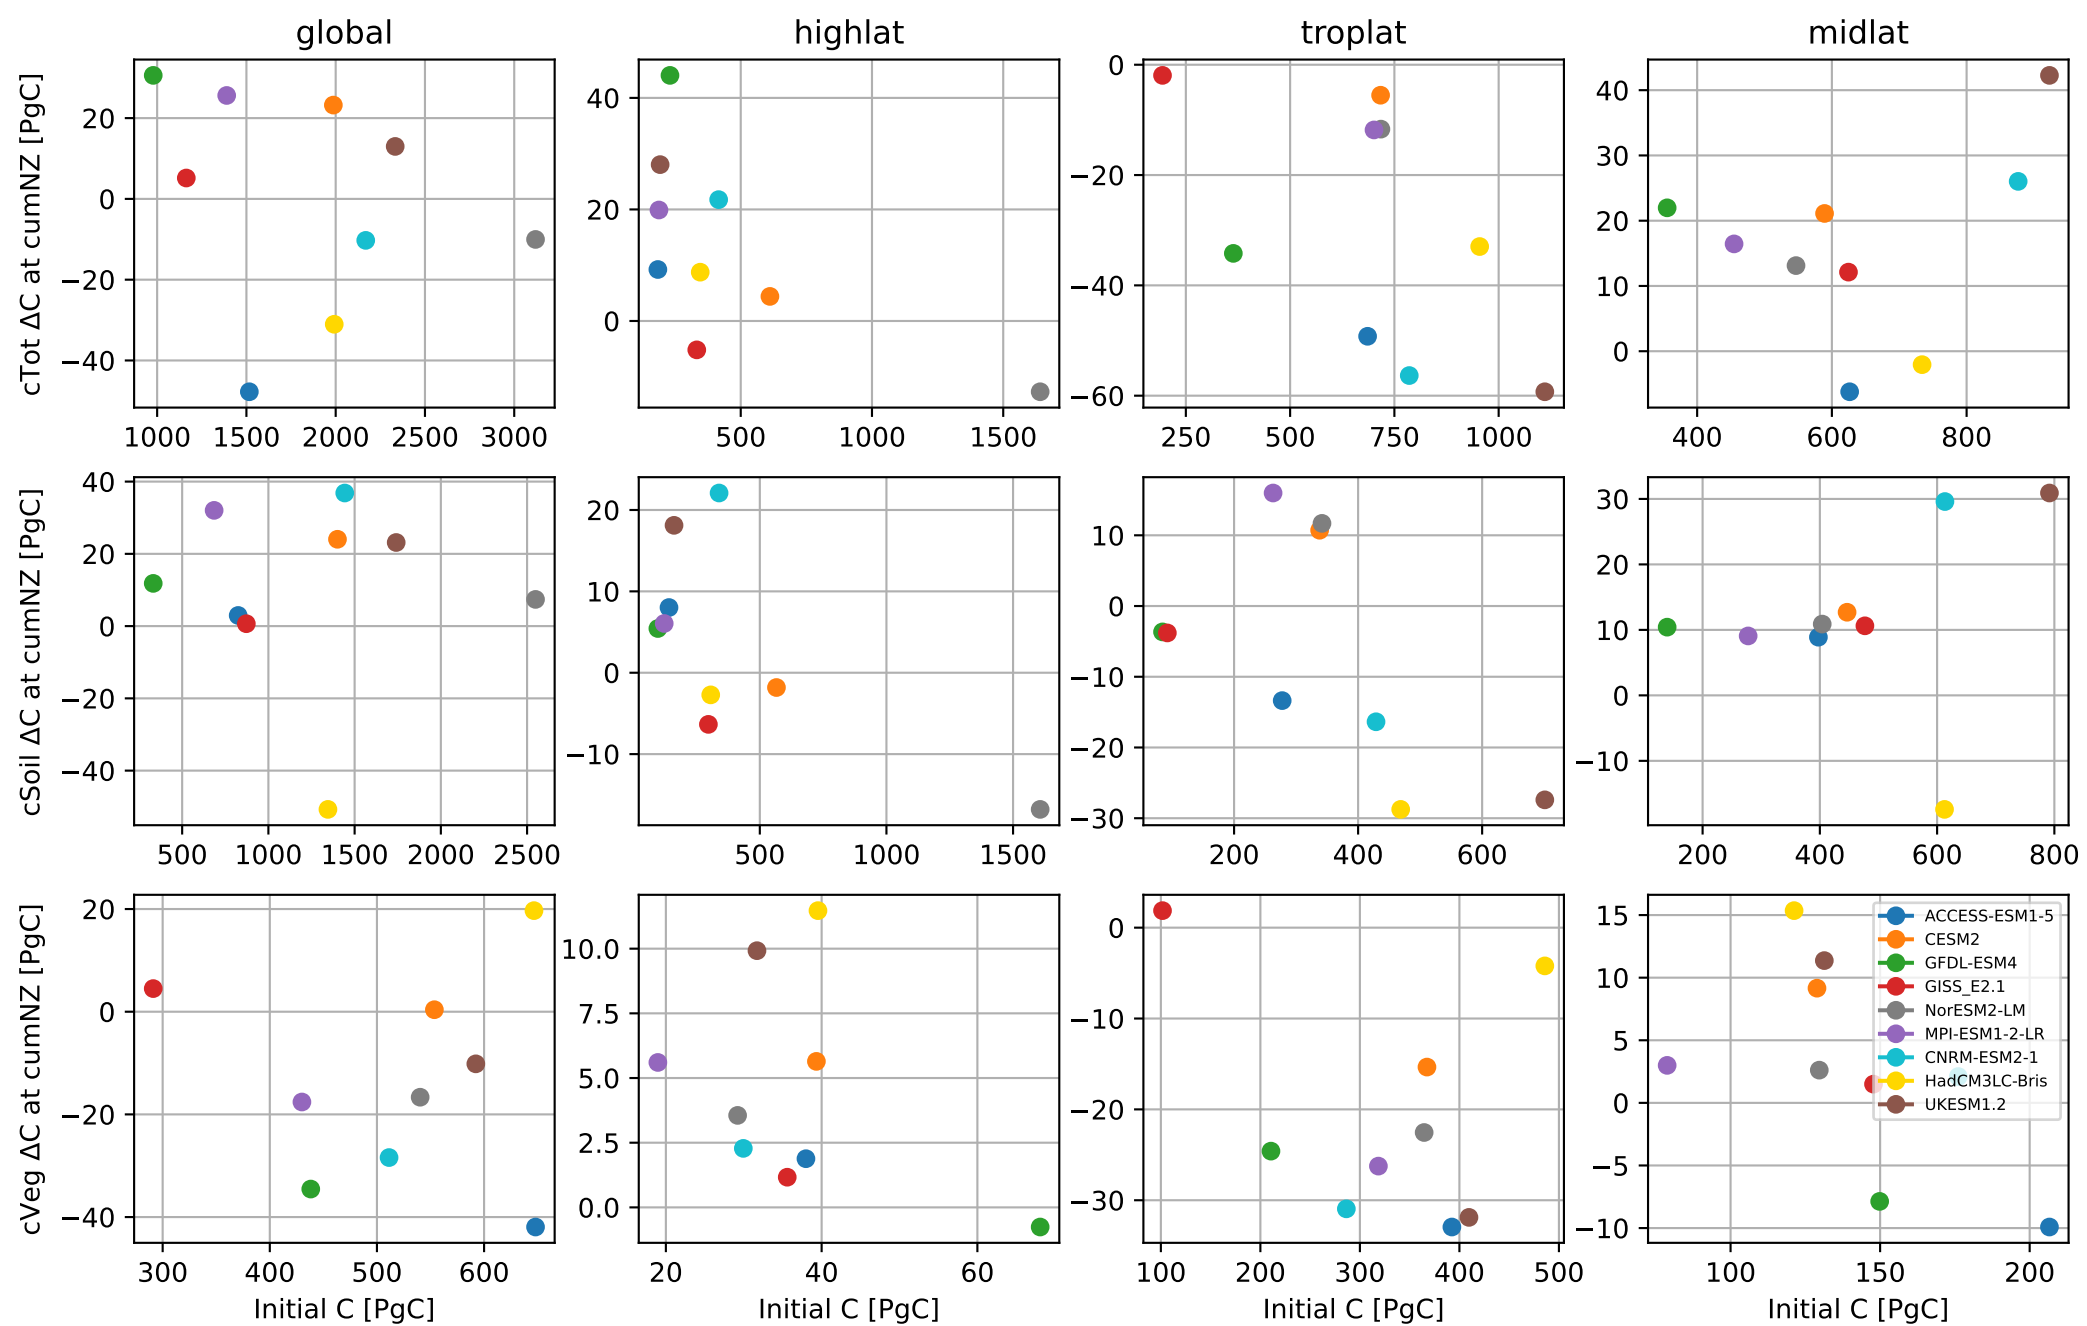 global highlat troplat midlat
cTot ΔC at cumNZ [PgC]
20
0
−20
−40
1000 1500 2000 2500 3000
40
20
0
500 1000 1500
0
−20
−40
−60
250 500 750 1000
40
30
20
10
0
400 600 800
cSoil ΔC at cumNZ [PgC]
40
20
0
−20
−40
500 1000 1500 2000 2500
20
10
0
−10
500 1000 1500
10
0
−10
−20
−30
200 400 600
30
20
10
0
−10
200 400 600 800
cVeg ΔC at cumNZ [PgC]
20
0
−20
−40
300 400 500 600
Initial C [PgC]
10.0
7.5
5.0
2.5
0.0
20 40 60
Initial C [PgC]
0
−10
−20
−30
100 200 300 400 500
Initial C [PgC]
15
10
5
0
−5
−10
100 150 200
Initial C [PgC]
ACCESS-ESM1-5
CESM2
GFDL-ESM4
GISS_E2.1
NorESM2-LM
MPI-ESM1-2-LR
CNRM-ESM2-1
HadCM3LC-Bris
UKESM1.2